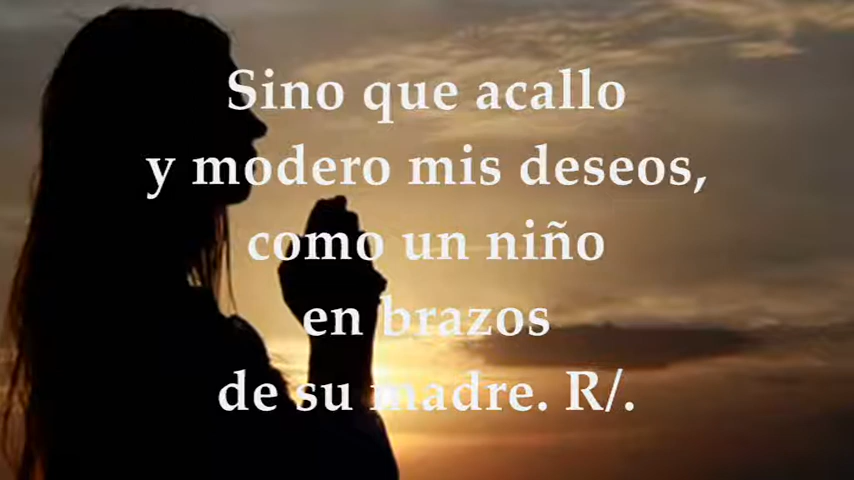 Sino que acallo
y modero mis deseos,
como un niño
en brazos
de su madre. R/.